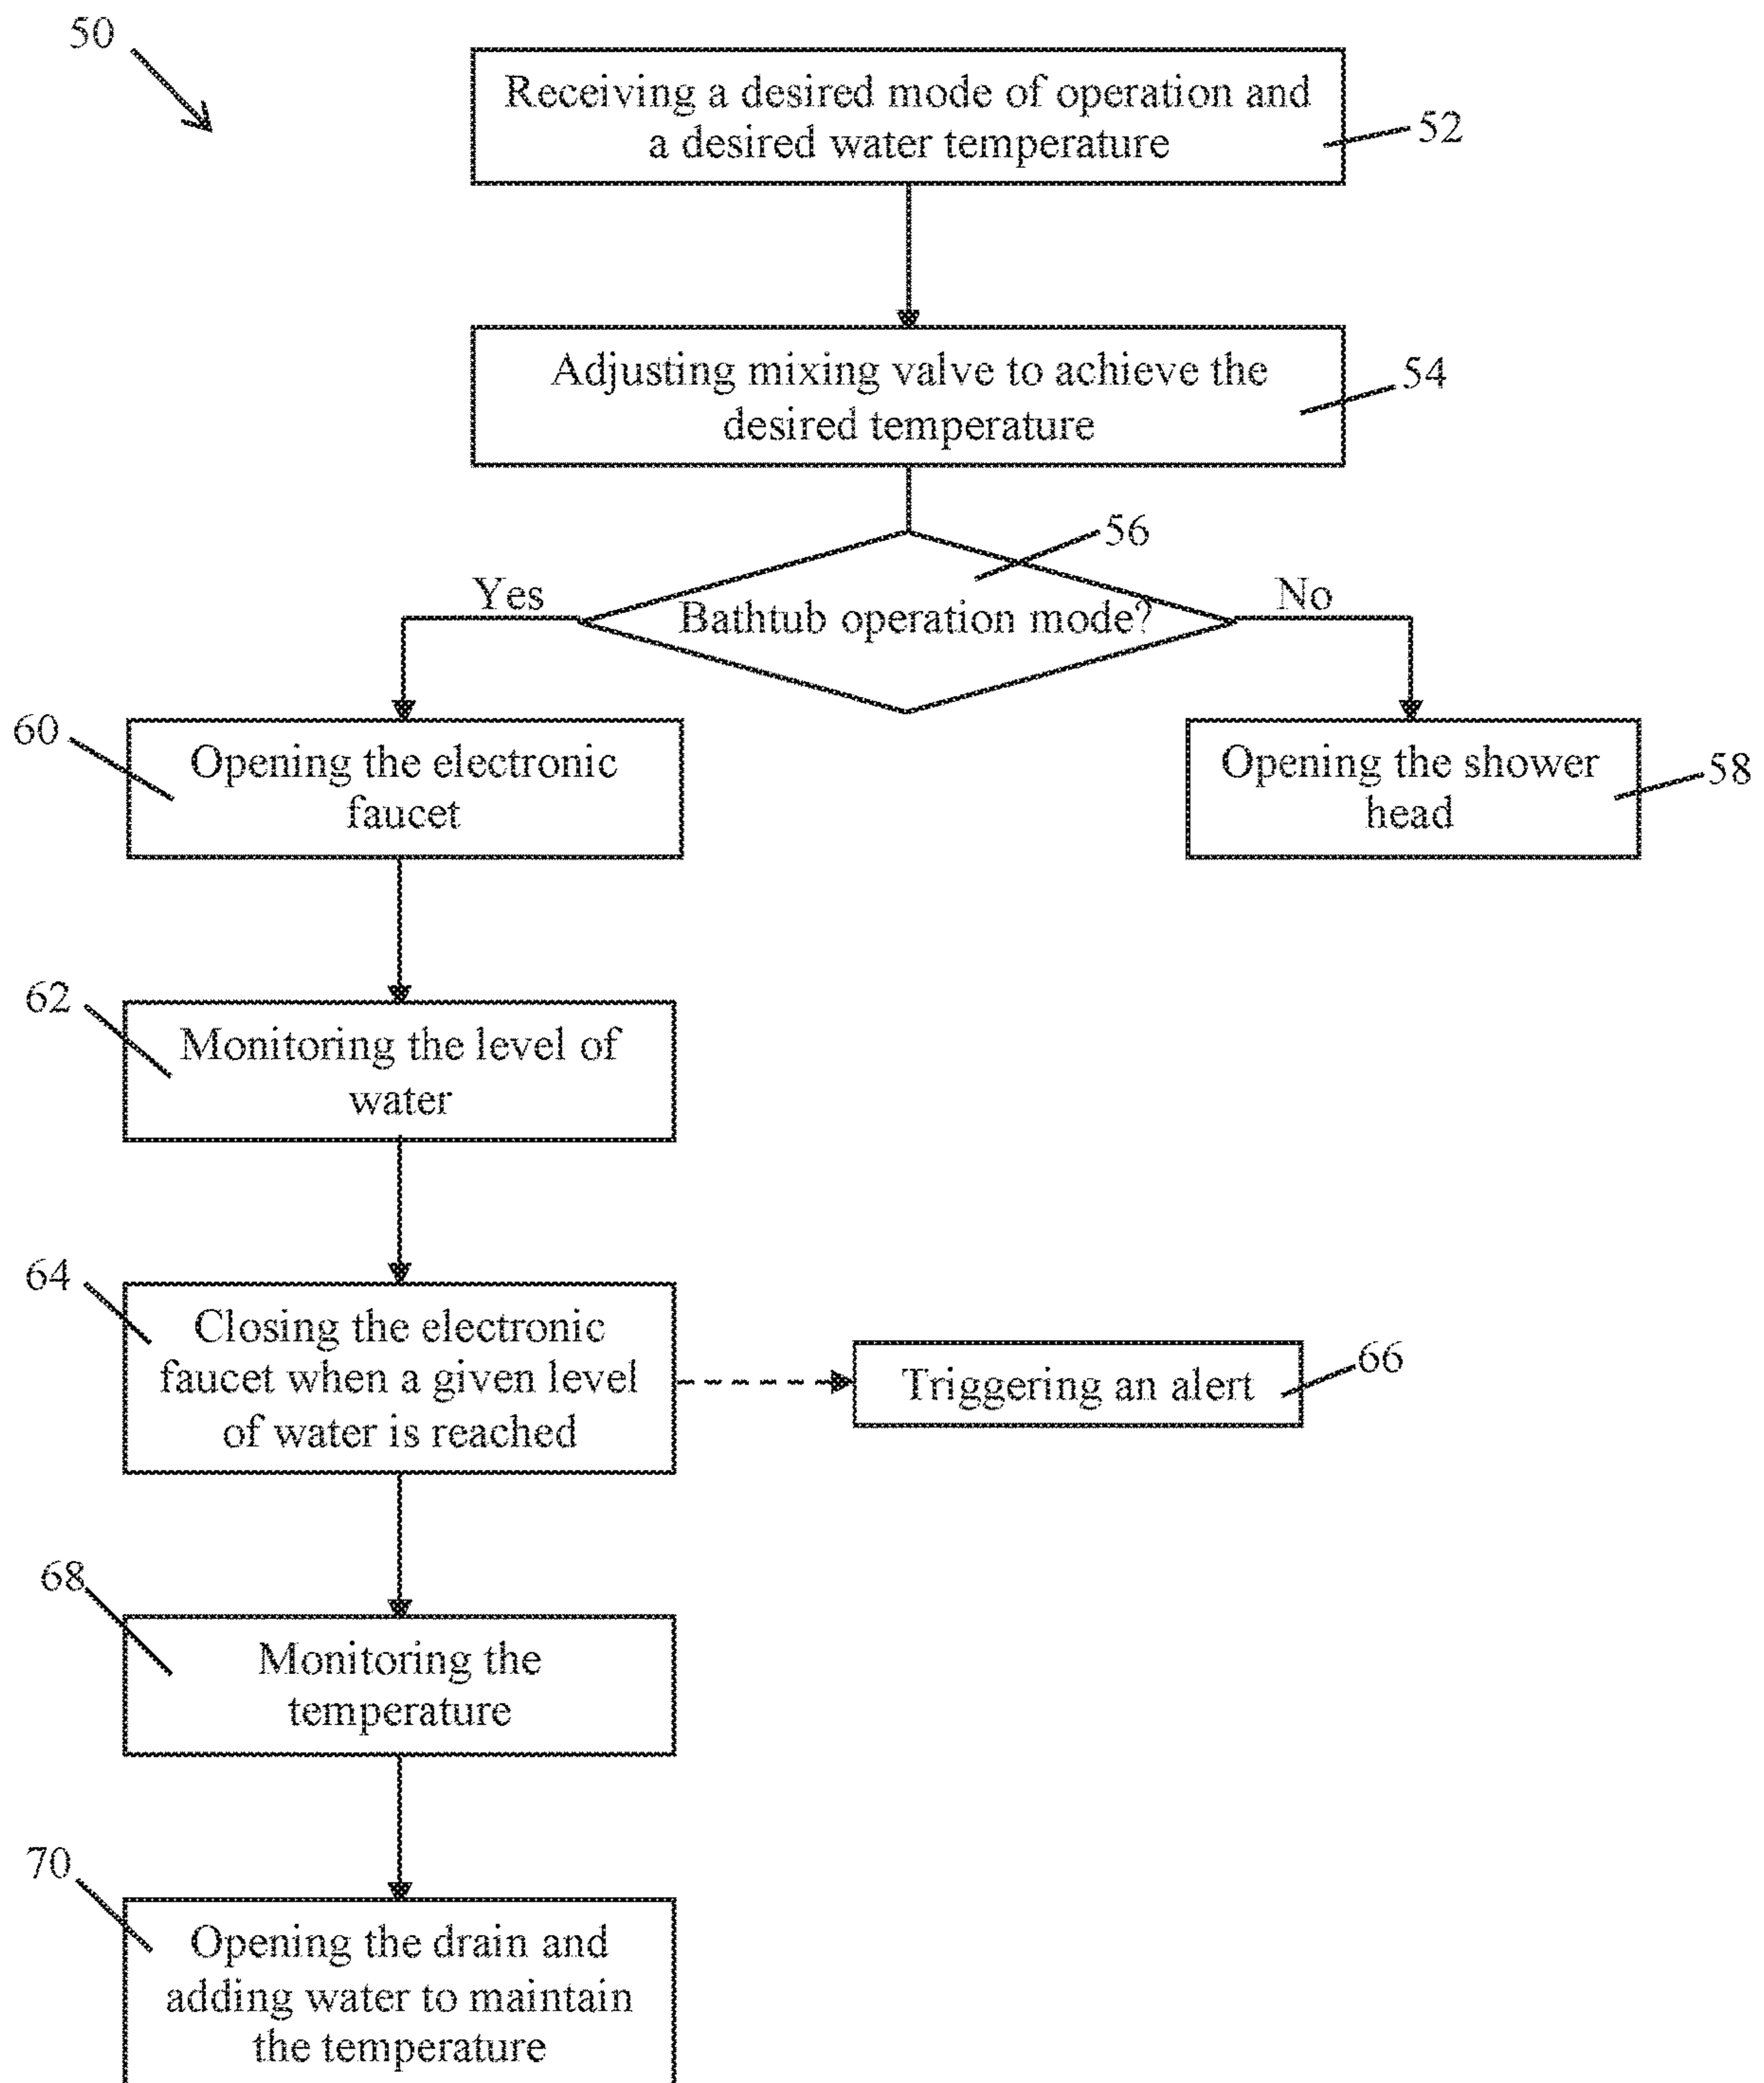 50
Receiving a desired mode of operation and
a desired water temperature
52
Adjusting mixing valve to achieve the
desired temperature
54
56
Yes
Bathtub operation mode?
No
60
Opening the electronic
faucet
Opening the shower
head
58
62
Monitoring the level of
water
64
Closing the electronic
faucet when a given level
of water is reached
Triggering an alert
66
68
Monitoring the
temperature
70
Opening the drain and
adding water to maintain
the temperature